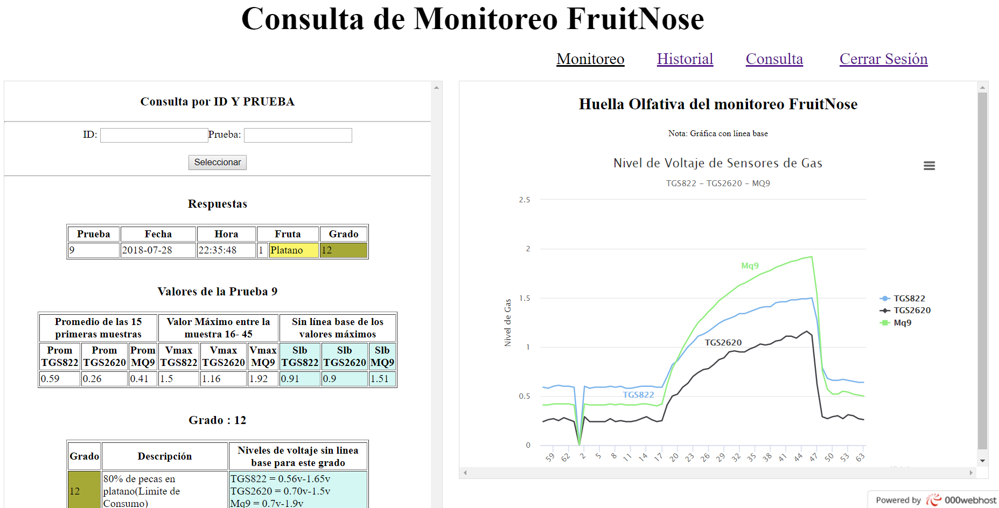 Consulta de Monitoreo FruitNose
Monitoreo Historial Consulta Cerrar Sesión
Consulta por ID Y PRUEBA
ID: Prueba:
Seleccionar
Respuestas
Prueba Fecha Hora Fruta Grado
9 2018-07-28 22:35:48 1 Platano 12
Valores de la Prueba 9
Promedio de las 15 primeras muestras Valor Máximo entre la muestra 16- 45 Sin línea base de los valores máximos
Prom TGS822 Prom TGS2620 Prom MQ9 Vmax TGS822 Vmax TGS2620 Vmax MQ9 Slb TGS822 Slb TGS2620 Slb MQ9
0.59 0.26 0.41 1.5 1.16 1.92 0.91 0.9 1.51
Grado : 12
Grado Descripción Niveles de voltaje sin linea base para este grado
12 80% de pecas en platano(Limite de Consumo) TGS822 = 0.56v-1.65v
TGS2620 = 0.70v-1.5v
Mq9 = 0.7v-1.9v
Huella Olfativa del monitoreo FruitNose
Nota: Gráfica con línea base
Nivel de Voltaje de Sensores de Gas
TGS822 - TGS2620 - MQ9
Nivel de Gas
2.5
2
1.5
1
0.5
0
Mq9
TGS2620
TGS822
59 62 2 5 8 11 14 17 20 23 26 29 32 35 38 41 44 47 50 53 63
TGS822
TGS2620
Mq9
Powered by 000webhost